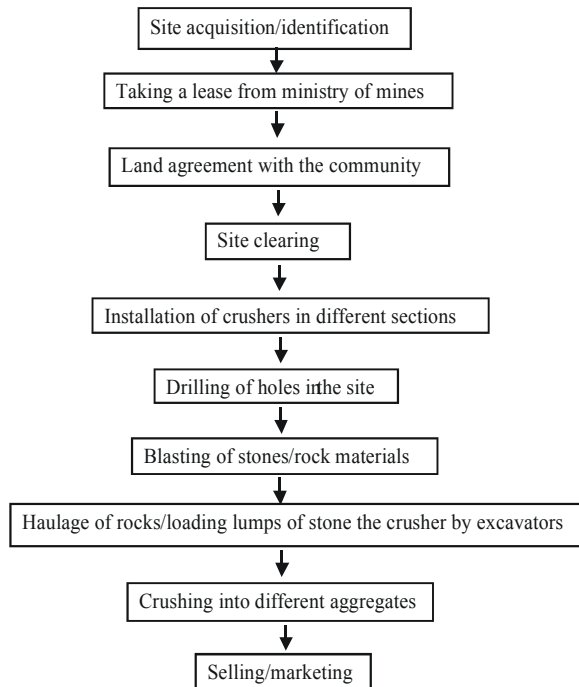 Site acquisition/identification
Taking a lease from ministry of mines
Land agreement with the community
Site clearing
Installation of crushers in different sections
Drilling of holes in the site
Blasting of stones/rock materials
Haulage of rocks/loading lumps of stone the crusher by excavators
Crushing into different aggregates
Selling/marketing